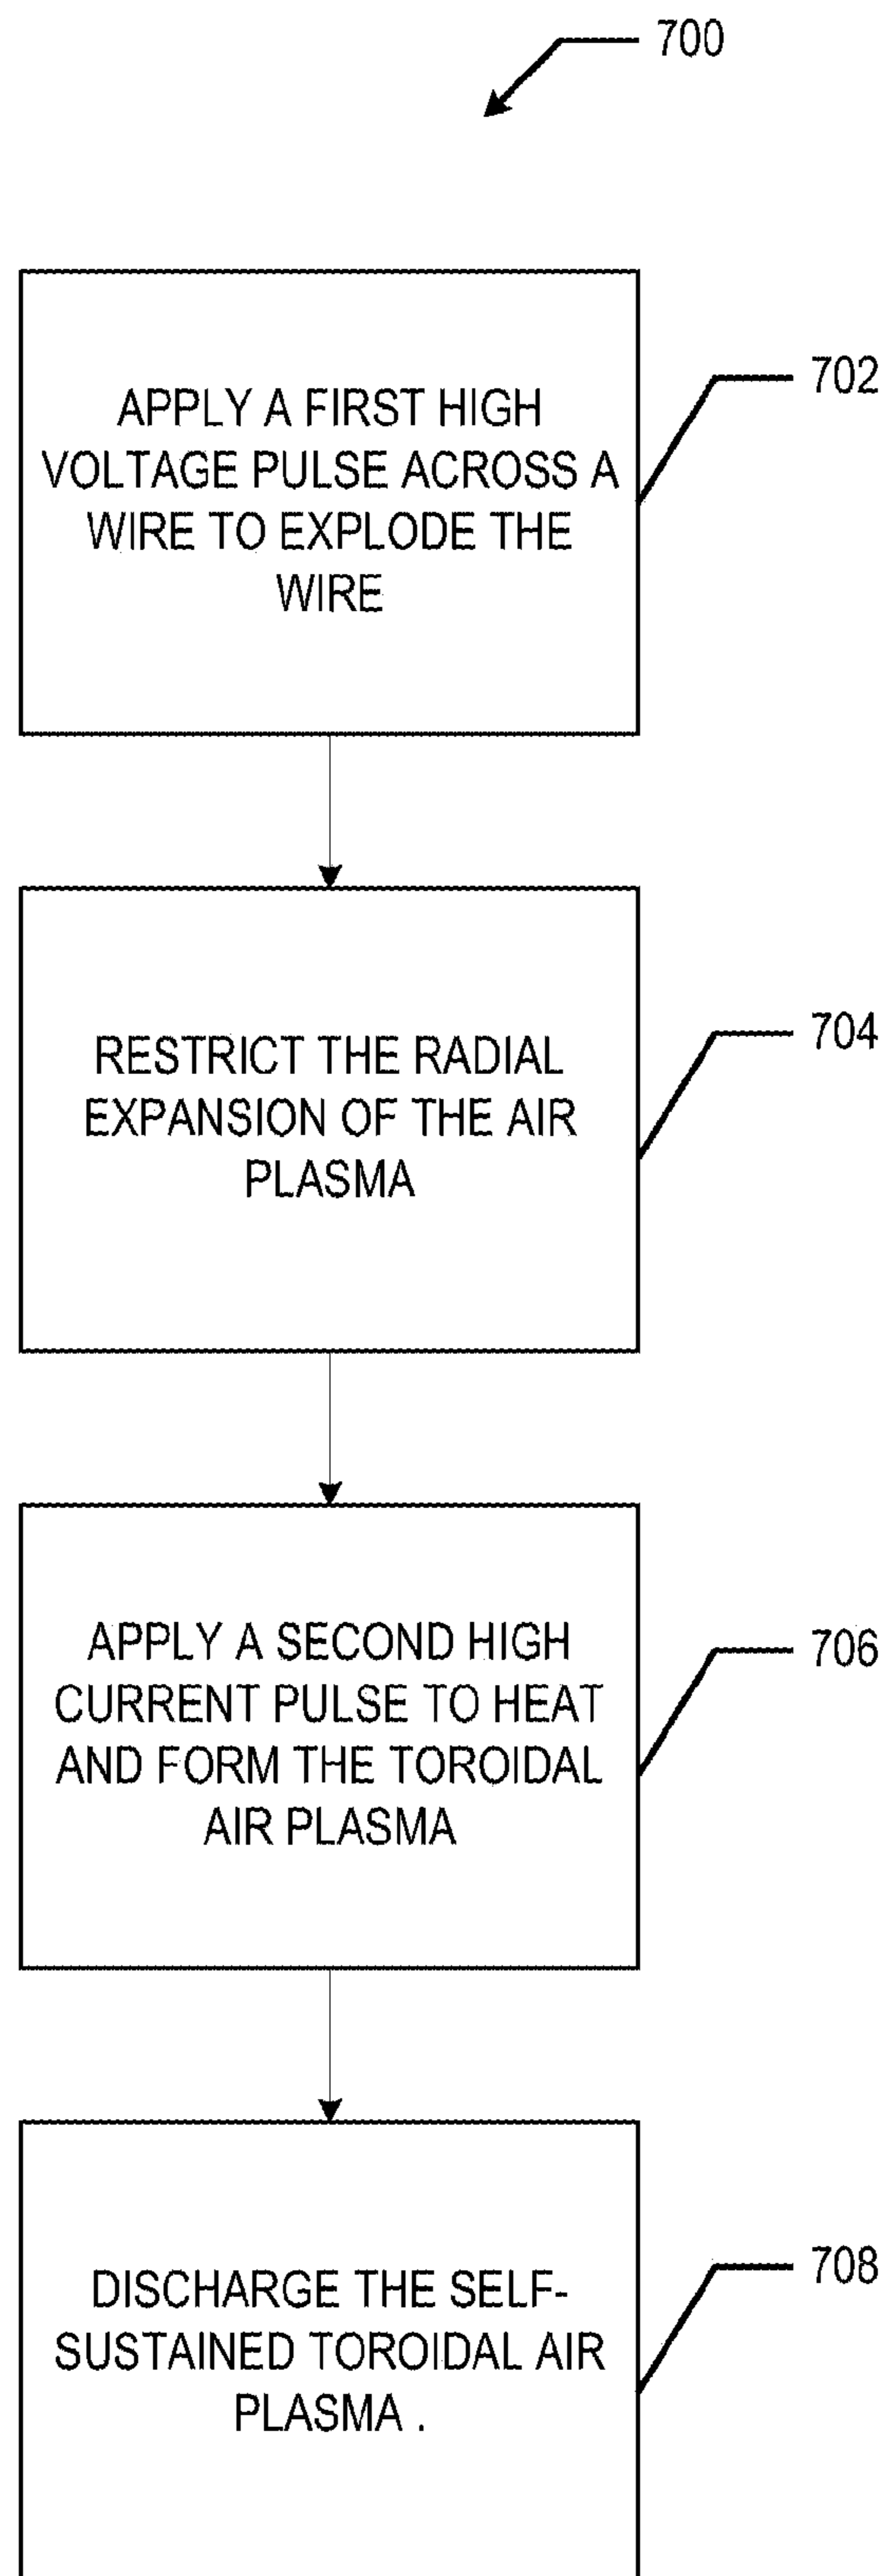 700
APPLY A FIRST HIGH
VOLTAGE PULSE ACROSS A
WIRE TO EXPLODE THE
WIRE
702
RESTRICT THE RADIAL
EXPANSION OF THE AIR
PLASMA
704
APPLY A SECOND HIGH
CURRENT PULSE TO HEAT
AND FORM THE TOROIDAL
AIR PLASMA
706
DISCHARGE THE SELF-
SUSTAINED TOROIDAL AIR
PLASMA .
708